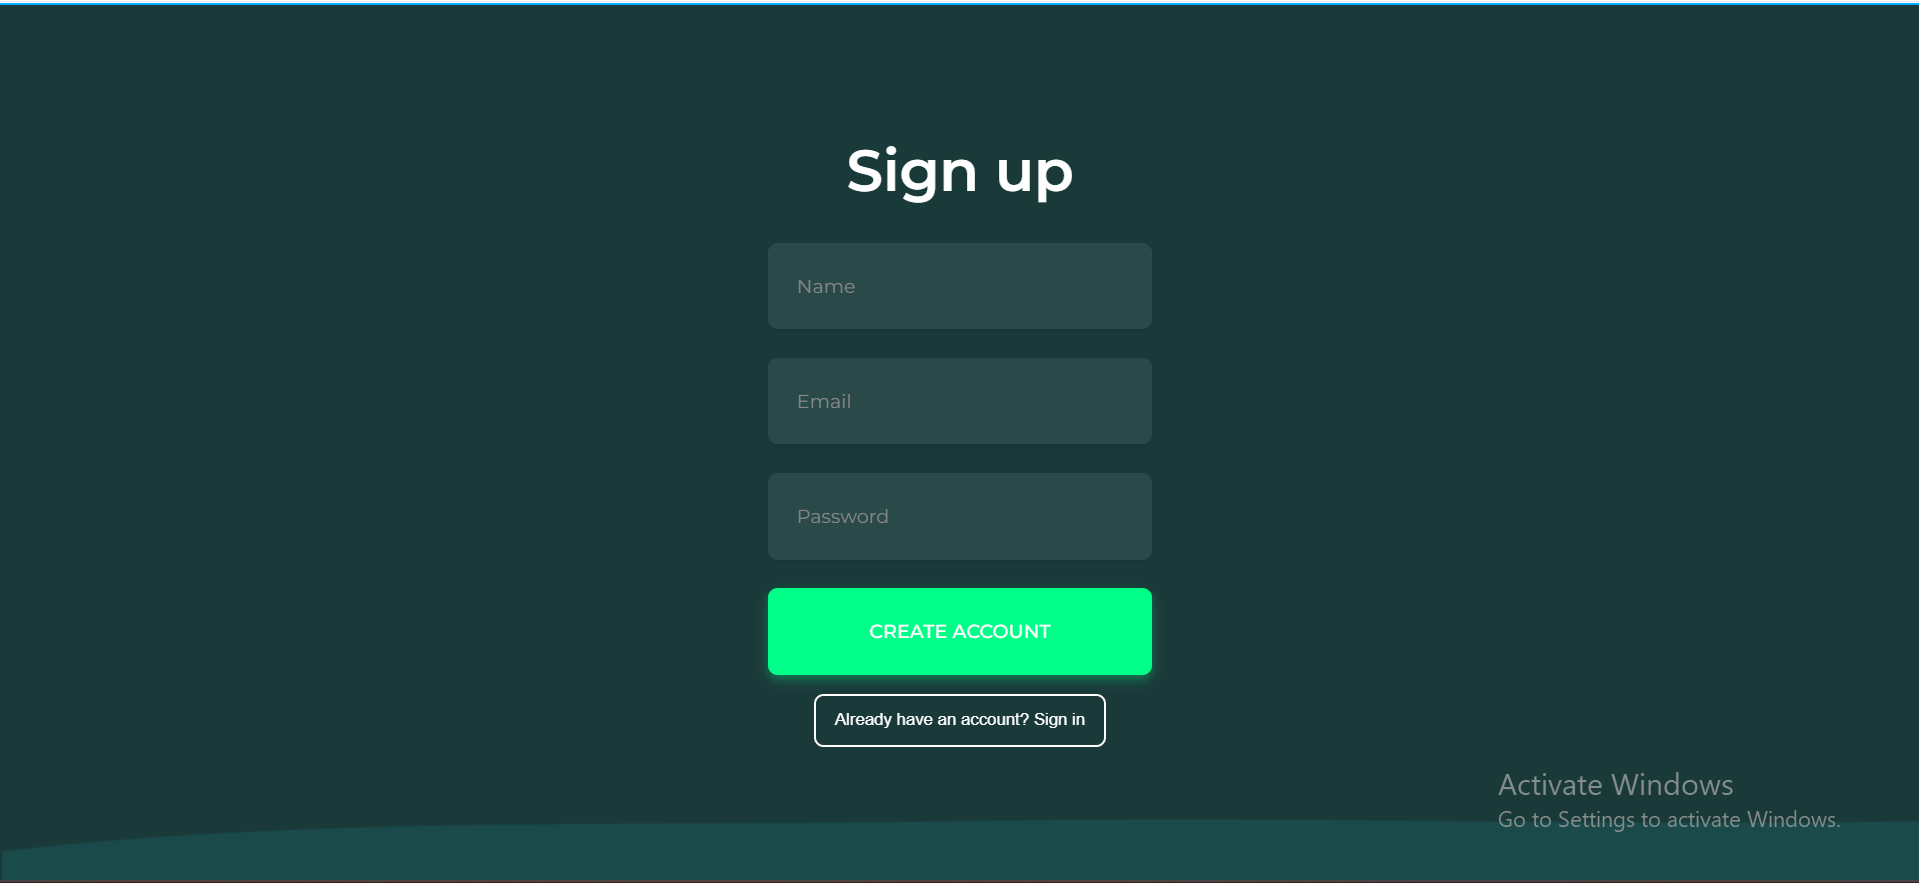 Sign up
Name
Email
Password
CREATE ACCOUNT
Already have an account? Sign in
Activate Windows
Go to Settings to activate Windows.